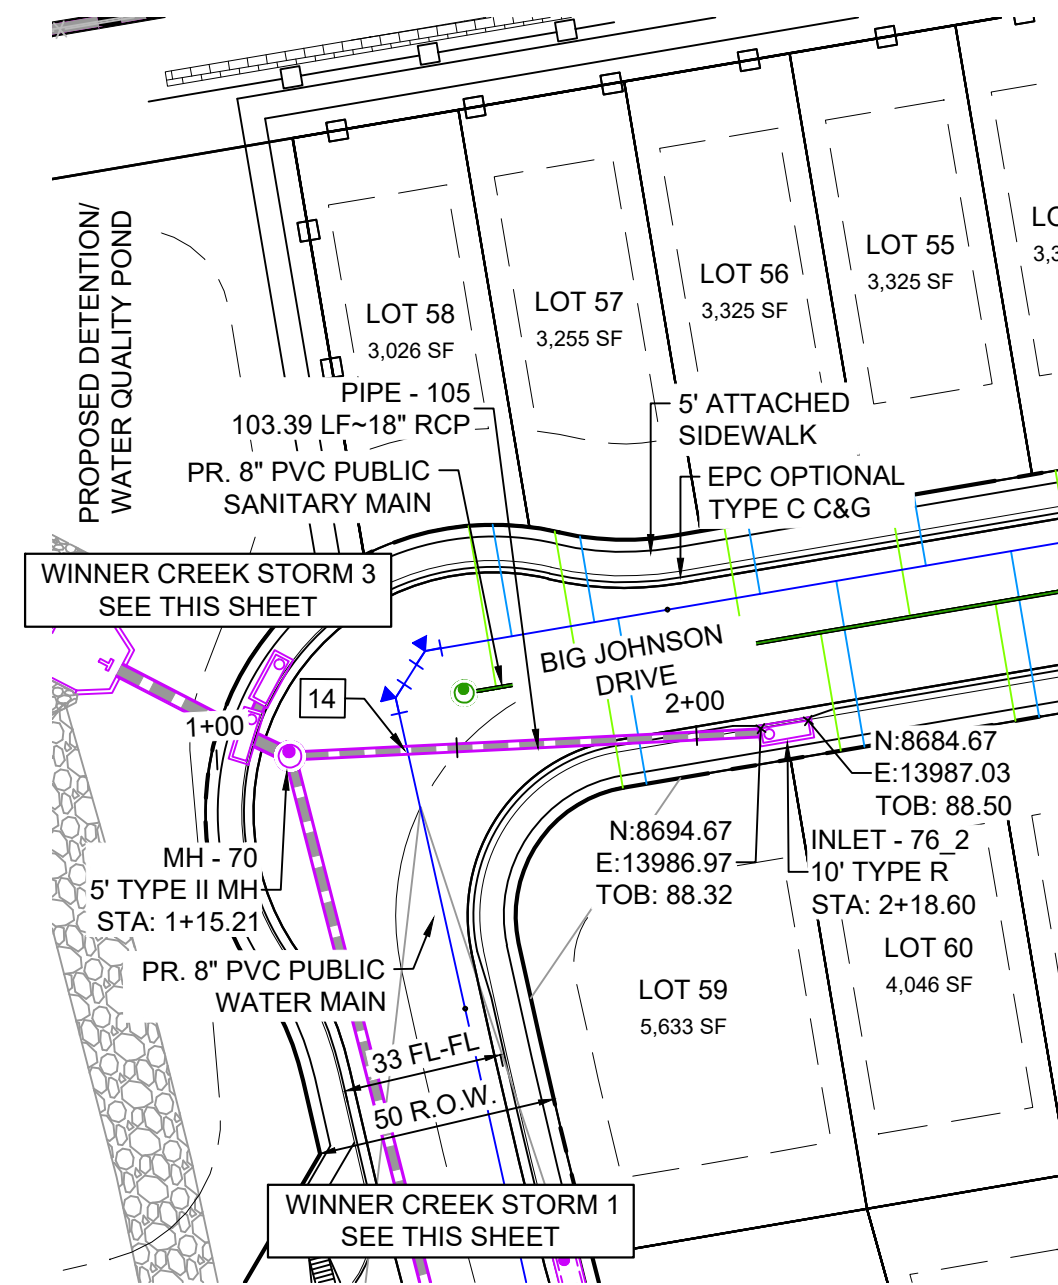 PROPOSED DETENTION/
WATER QUALITY POND
LOT 58
3,026 SF
LOT 57
3,255 SF
LOT 56
3,325 SF
LOT 55
3,325 SF
PIPE - 105
103.39 LF~18" RCP
PR. 8" PVC PUBLIC
SANITARY MAIN
5' ATTACHED
SIDEWALK
EPC OPTIONAL
TYPE C C&G
WINNER CREEK STORM 3
SEE THIS SHEET
BIG JOHNSON
DRIVE
14
1+00
2+00
N:8684.67
E:13987.03
TOB: 88.50
N:8694.67
E:13986.97
TOB: 88.32
INLET - 76_2
10' TYPE R
STA: 2+18.60
MH - 70
5' TYPE II MH
STA: 1+15.21
PR. 8" PVC PUBLIC
WATER MAIN
LOT 59
5,633 SF
LOT 60
4,046 SF
33 FL-FL
50 R.O.W.
WINNER CREEK STORM 1
SEE THIS SHEET